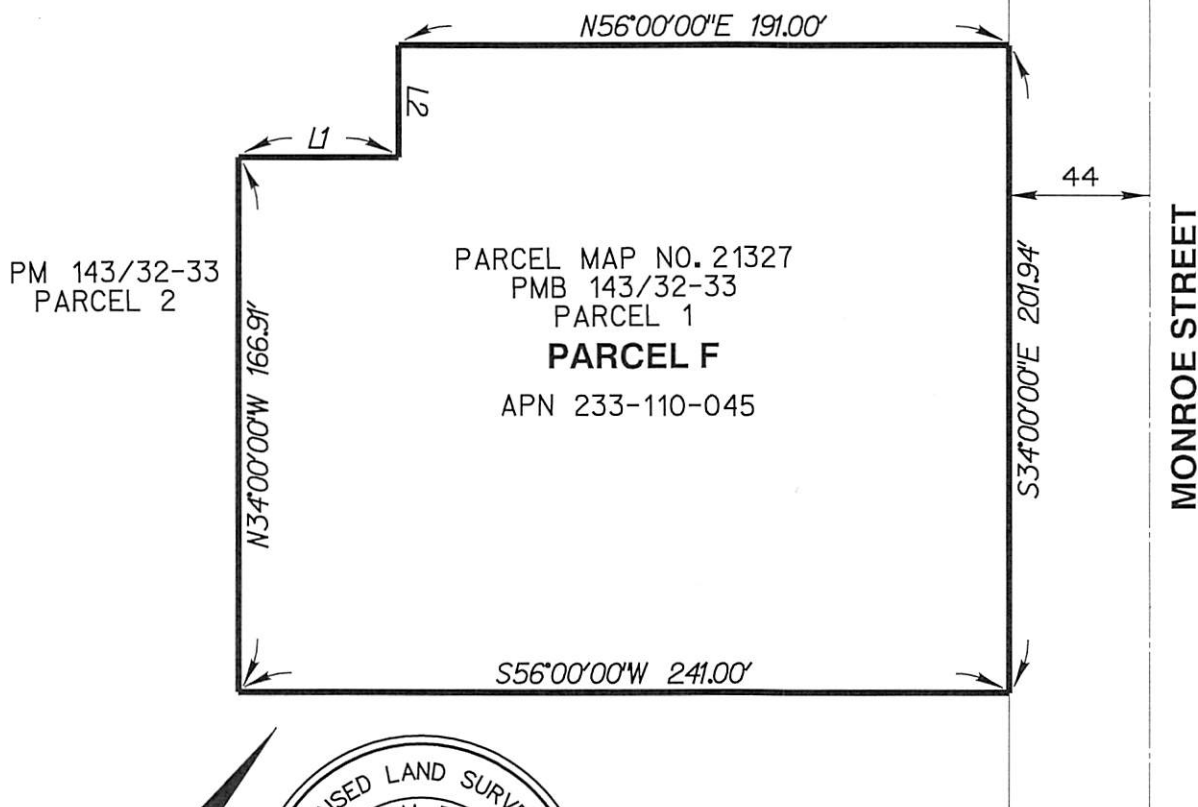 N56°00'00"E 191.00'
L2
L1
44
PM 143/32-33
PARCEL 2
PARCEL MAP NO. 21327
PMB 143/32-33
PARCEL 1
PARCEL F
APN 233-110-045
N34°00'00"W 166.91'
S34°00'00"E 201.94'
MONROE STREET
S56°00'00"W 241.00'
LAND